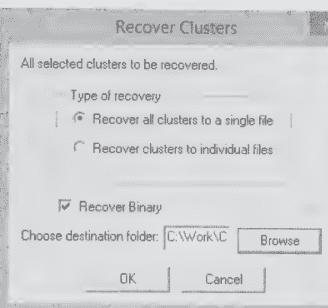 Recover Clusters
All selected clusters to be recovered.
Type of recovery
Recover all clusters to a single file
Recover clusters to individual files
Recover Binary
Choose destination folder: C:\Work\C Browse
OK Cancel